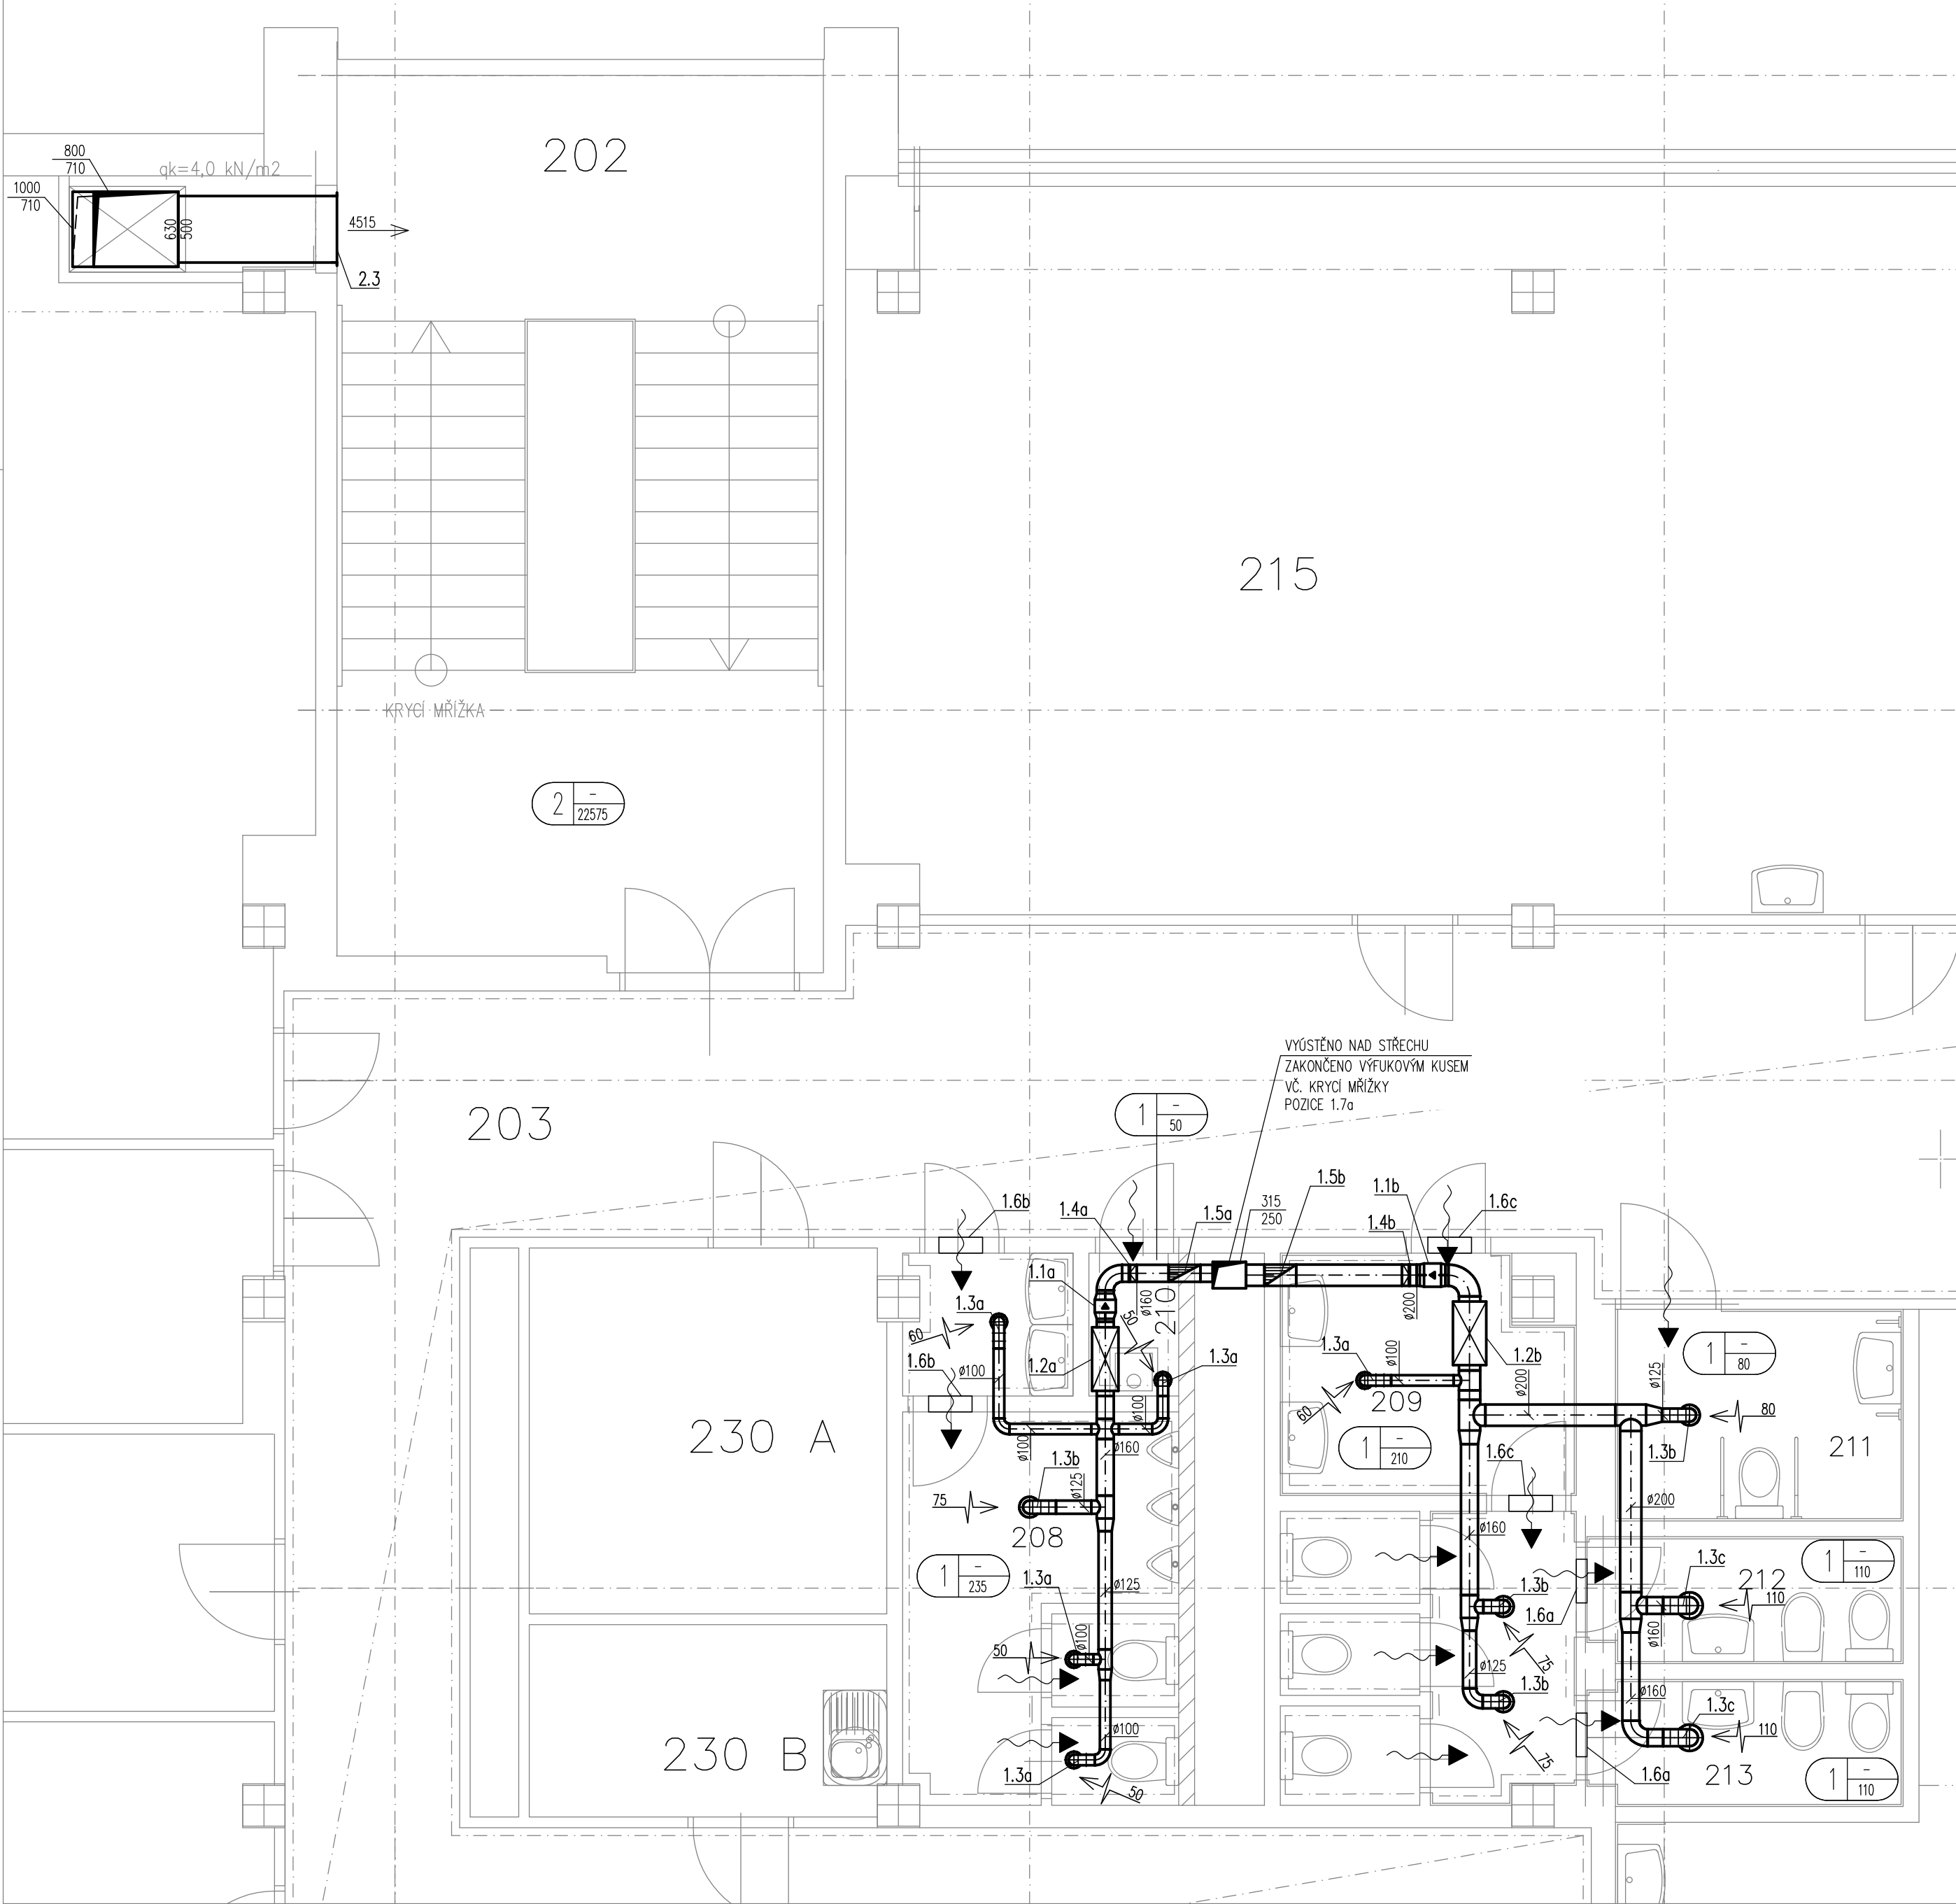 202
800
710
qk=4,0 kN/m2
1000
710
630
500
4515
2.3
215
KRYCÍ MŘÍŽKA
2
-
22575
203
VYÚSTĚNO NAD STŘECHU
ZAKONČENO VÝFUKOVÝM KUSEM
VČ. KRYCÍ MŘÍŽKY
POZICE 1.7a
1
-
50
1.6b
1.4a
1.5a
315
250
1.5b
1.1b
1.4b
1.6c
1.1a
1.3a
60
ø160
50
210
ø200
1.6b
ø100
1.2a
1.3a
1.3a
ø100
1.2b
60
209
ø200
ø125
1
-
80
80
1.3b
211
230 A
ø100
ø100
ø160
1.3b
ø125
75
208
1
-
210
1.6c
ø160
ø200
1
-
235
1.3a
ø100
50
ø125
1.3b
1.6a
75
1.3c
212
110
ø160
1
-
110
ø125
1.3b
75
ø160
1.3c
110
230 B
ø100
1.3a
50
1.6a
213
1
-
110